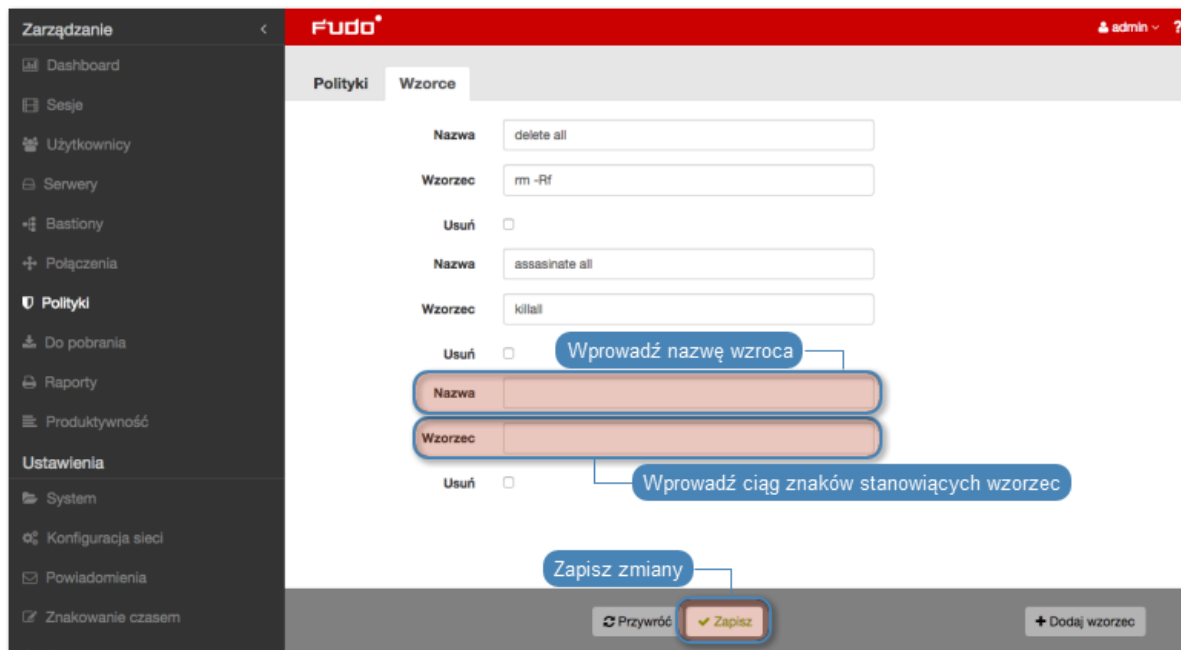 Zarządzanie
Fudo
admin
?
Dashboard
Sesje
Użytkownicy
Serwery
Bastiony
Połączenia
Polityki
Do pobrania
Raporty
Produktywność
Ustawienia
System
Konfiguracja sieci
Powiadomienia
Znakowanie czasem
Polityki Wzorce
Nazwa delete all
Wzorzec rm -Rf
Usuń
Nazwa assasinate all
Wzorzec killall
Usuń
Wprowadź nazwę wzroca
Nazwa
Wzorzec
Usuń
Wprowadź ciąg znaków stanowiących wzorzec
Zapisz zmiany
Przywróć Zapisz + Dodaj wzorzec